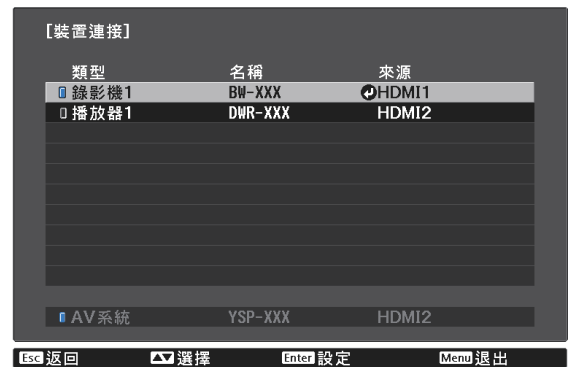 [裝置連接]
類型 名稱 來源
錄影機1 BW-XXX HDMI1
播放器1 DWR-XXX HDMI2
AV系統 YSP-XXX HDMI2
Esc 返回 選擇 Enter 設定 Menu 退出